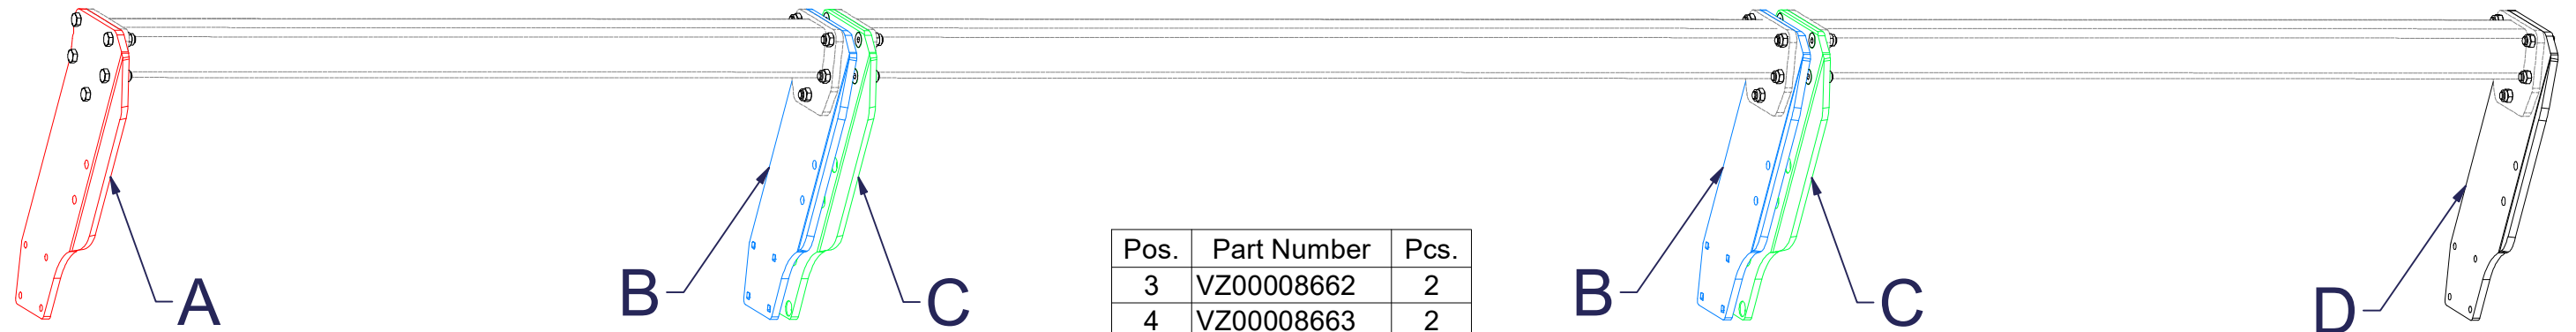 A
B
C
B
C
D
Pos. Part Number Pcs.
3 VZ00008662 2
4 VZ00008663 2